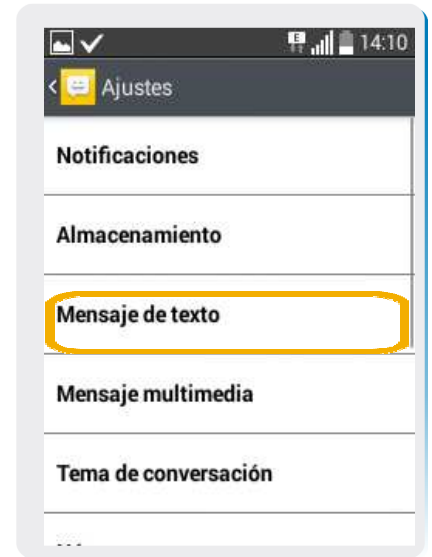 E
14:10
Ajustes
Notificaciones
Almacenamiento
Mensaje de texto
Mensaje multimedia
Tema de conversación